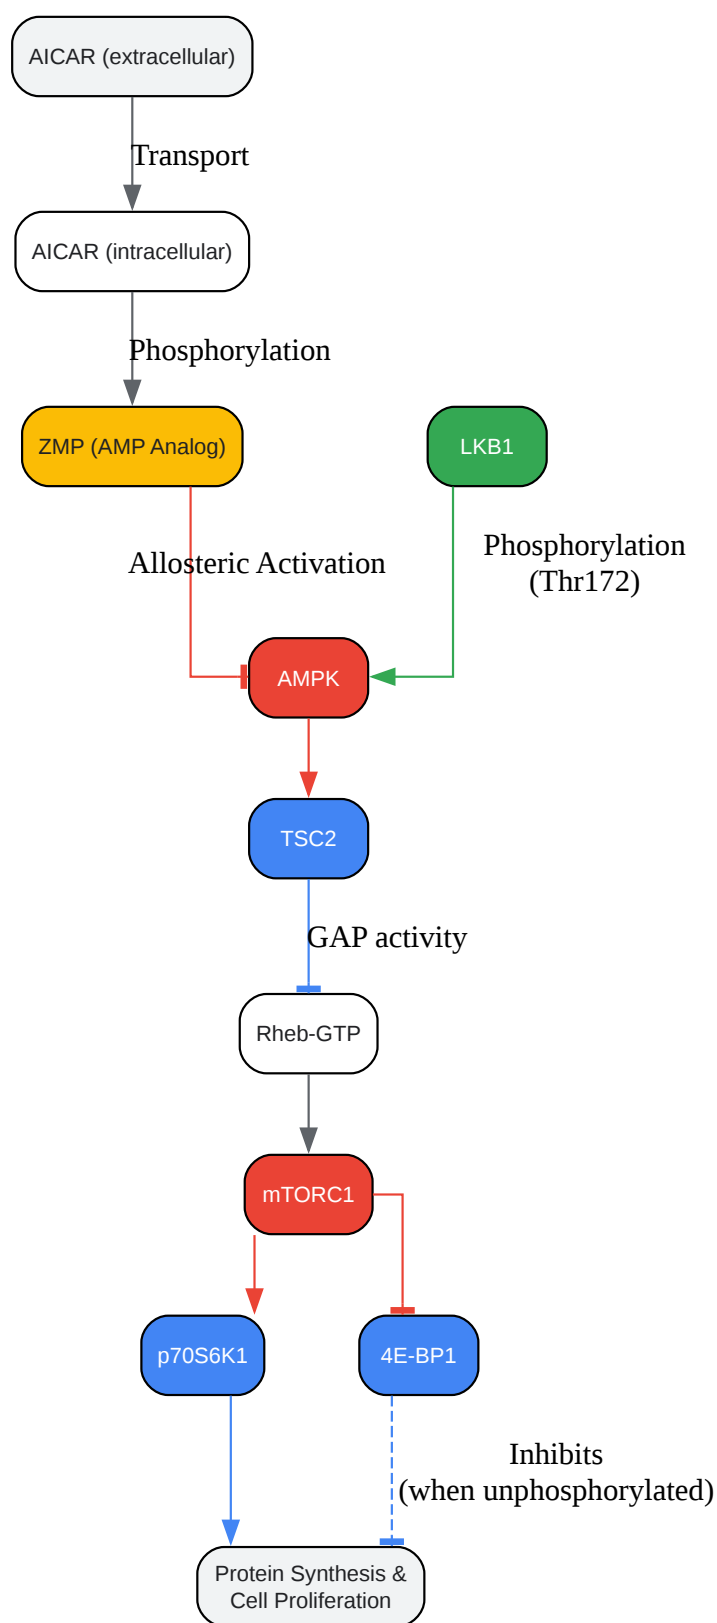 AICAR (extracellular)
Transport
AICAR (intracellular)
Phosphorylation
ZMP (AMP Analog)
LKB1
Allosteric Activation
Phosphorylation
(Thr172)
AMPK
TSC2
GAP activity
Rheb-GTP
mTORC1
p70S6K1
4E-BP1
Inhibits
(when unphosphorylated)
Protein Synthesis &
Cell Proliferation